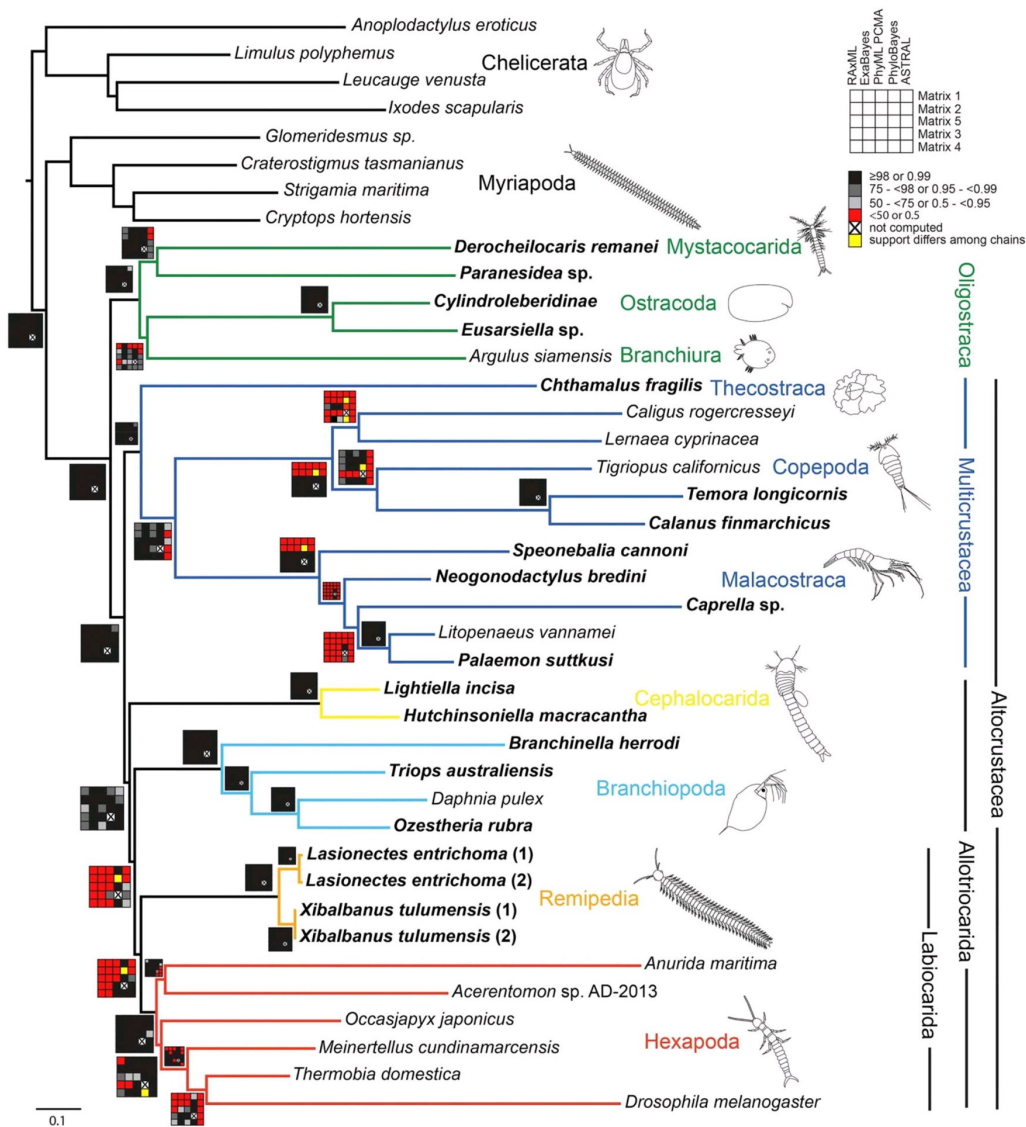 Anoplodactylus eroticus
Limulus polyphemus
Chelicerata
Leucauge venusta
Ixodes scapularis
RAxML
ExaBayes
PhyML PCMA
PhyloBayes
ASTRAL
Matrix 1
Matrix 2
Matrix 5
Matrix 3
Matrix 4
Glomeridesmus sp.
Craterostigmus tasmanianus
Myriapoda
Strigamia maritima
Cryptops hortensis
≥98 or 0.99
75 - <98 or 0.95 - <0.99
50 - <75 or 0.5 - <0.95
<50 or 0.5
not computed
support differs among chains
Derocheilocaris remanei
Mystacocarida
Paranesidea sp.
Cylindroleberidinae
Ostracoda
Eusarsiella sp.
Argulus siamensis
Branchiura
Oligostraca
Chthamalus fragilis
Thecostraca
Caligus rogercresseyi
Lernaea cyprinacea
Tigriopus californicus
Copepoda
Temora longicornis
Calanus finmarchicus
Speonebalia cannoni
Neogonodactylus bredini
Malacostraca
Caprella sp.
Litopenaeus vannamei
Palaemon suttkusi
Multicrustacea
Lightiella incisa
Cephalocarida
Hutchinsoniella macracantha
Branchinella herrodi
Triops australiensis
Branchiopoda
Daphnia pulex
Ozestheria rubra
Altocrustacea
Lasionectes entrichoma (1)
Lasionectes entrichoma (2)
Remipedia
Xibalbanus tulumensis (1)
Xibalbanus tulumensis (2)
Allotriocarida
Labiocarida
Anurida maritima
Acerentomon sp. AD-2013
Occasjapyx japonicus
Hexapoda
Meinertellus cundinamarcensis
Thermobia domestica
Drosophila melanogaster
0.1